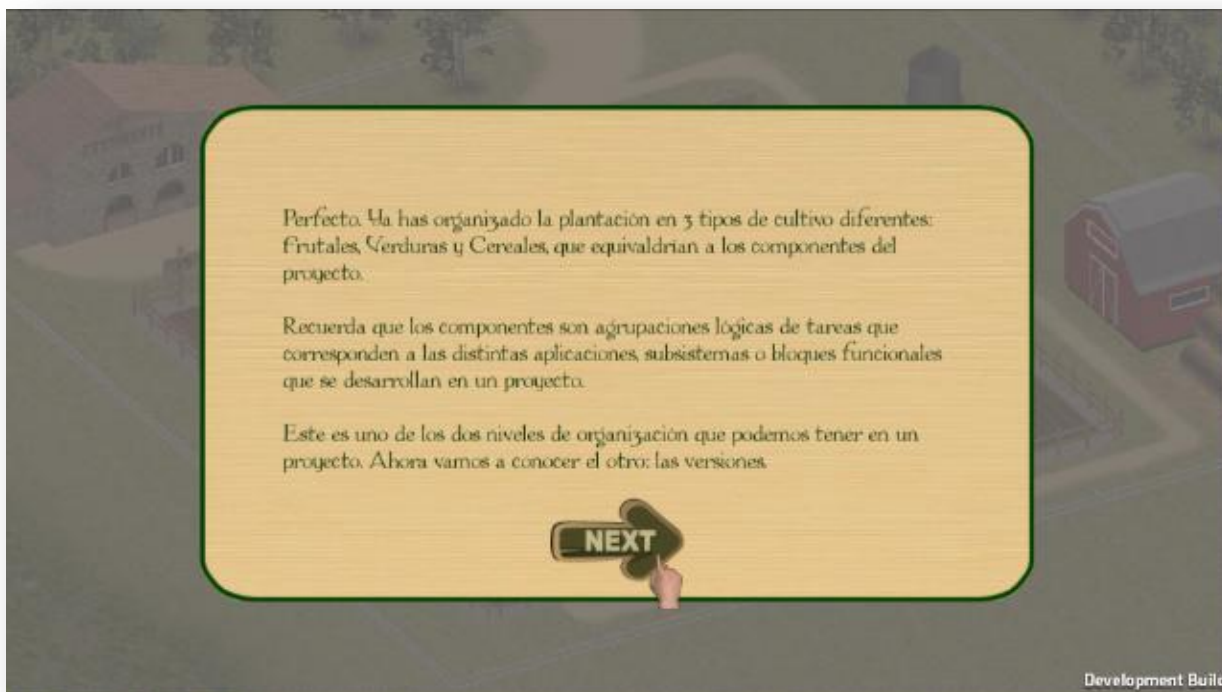 Perfecto. Ya has organizado la plantación en 3 tipos de cultivo diferentes:
Frutales, Verduras y Cereales, que equivaldrían a los componentes del
proyecto.
Recuerda que los componentes son agrupaciones lógicas de tareas que
corresponden a las distintas aplicaciones, subsistemas o bloques funcionales
que se desarrollan en un proyecto.
Este es uno de los dos niveles de organización que podemos tener en un
proyecto. Ahora vamos a conocer el otro: las versiones.
NEXT
Development Build